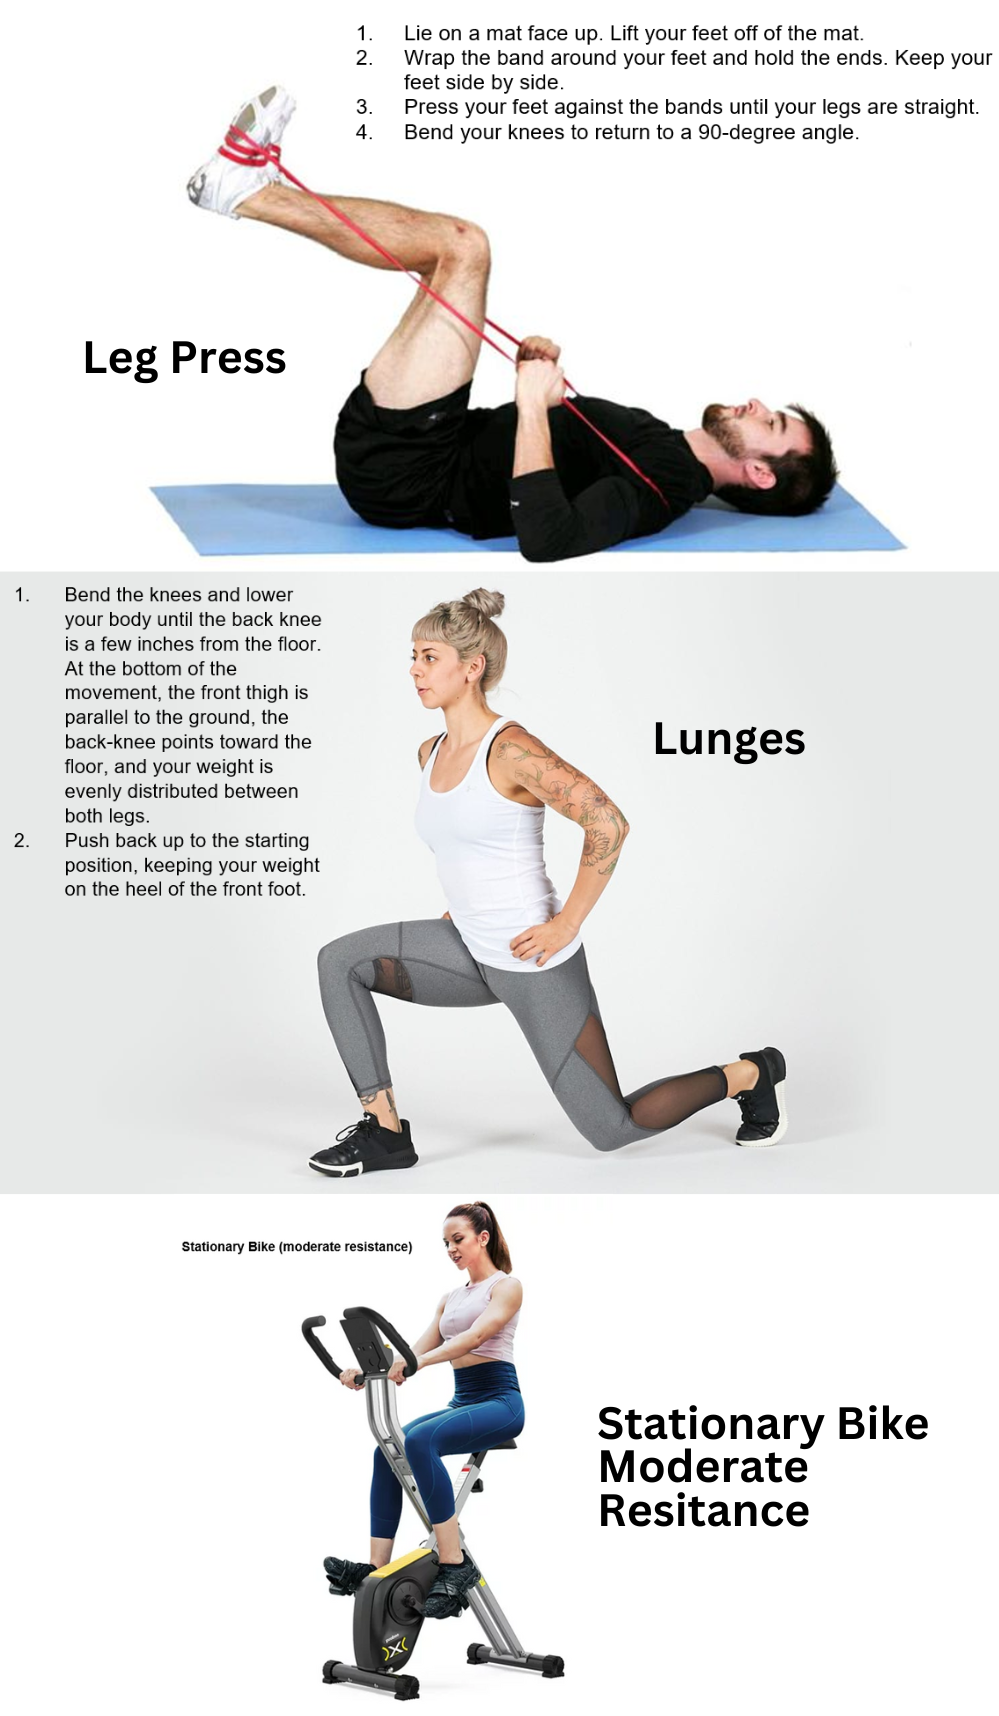 1. Lie on a mat face up. Lift your feet off of the mat.
2. Wrap the band around your feet and hold the ends. Keep your
feet side by side.
3. Press your feet against the bands until your legs are straight.
4. Bend your knees to return to a 90-degree angle.
Leg Press
1. Bend the knees and lower
your body until the back knee
is a few inches from the floor.
At the bottom of the
movement, the front thigh is
parallel to the ground, the
back-knee points toward the
floor, and your weight is
evenly distributed between
both legs.
2. Push back up to the starting
position, keeping your weight
on the heel of the front foot.
Lunges
Stationary Bike (moderate resistance)
Stationary Bike
Moderate
Resitance